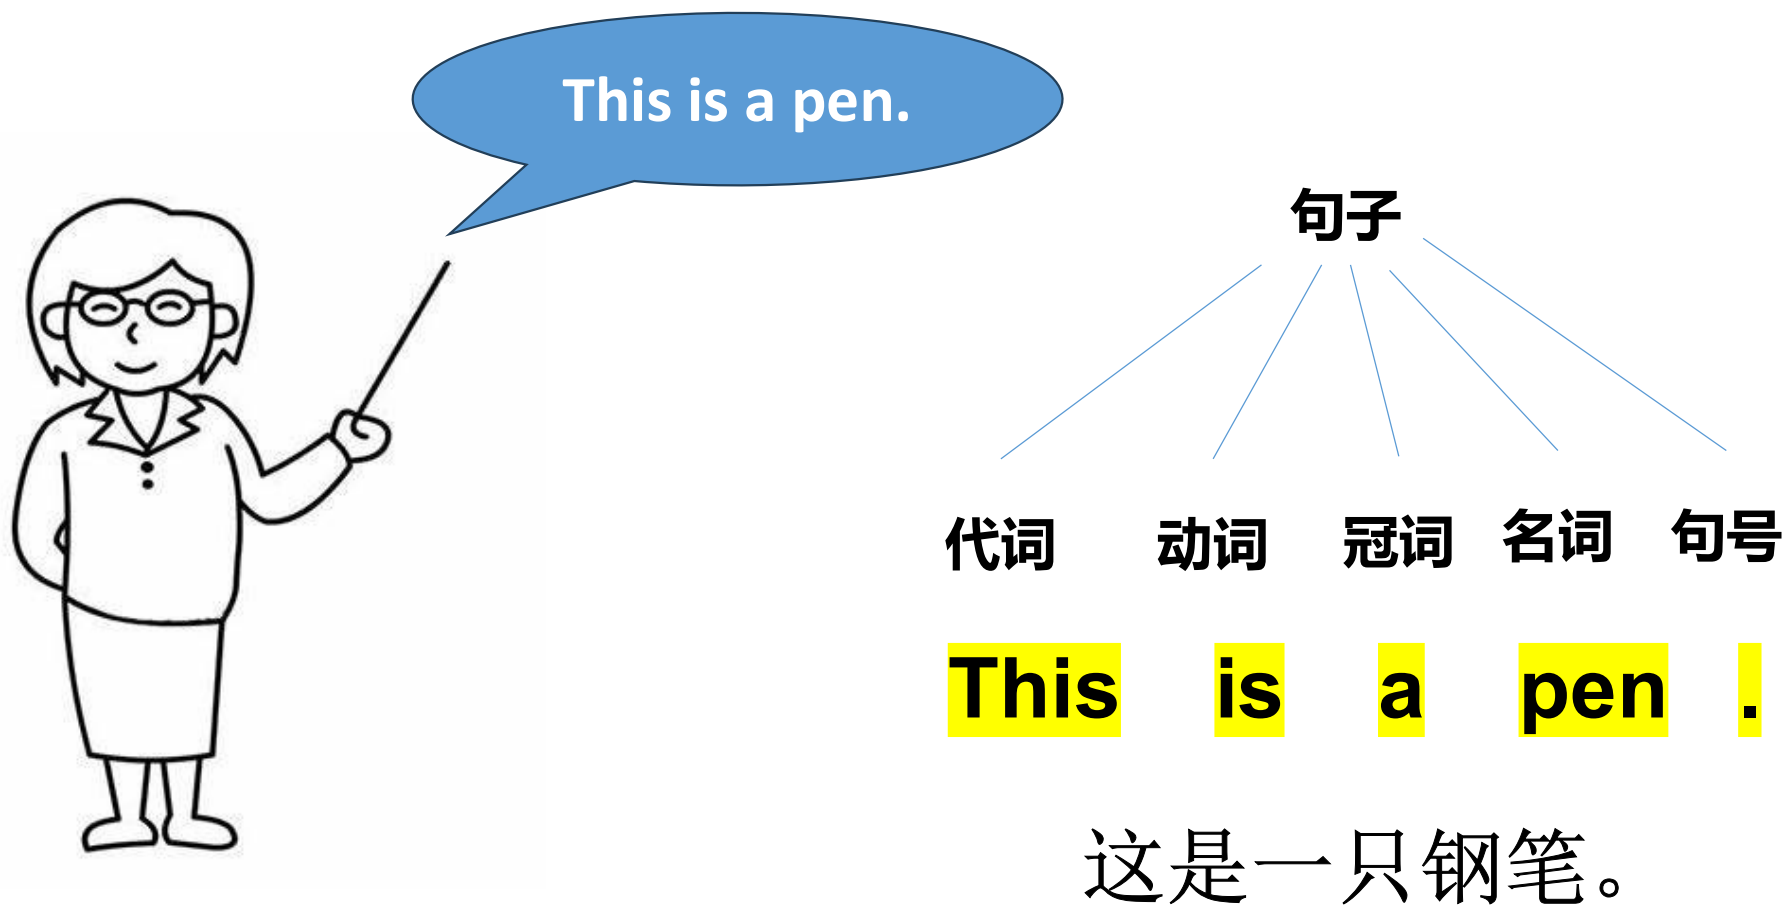 This is a pen.
句子
代词 动词 冠词 名词 句号
This is a pen .
这是一只钢笔。